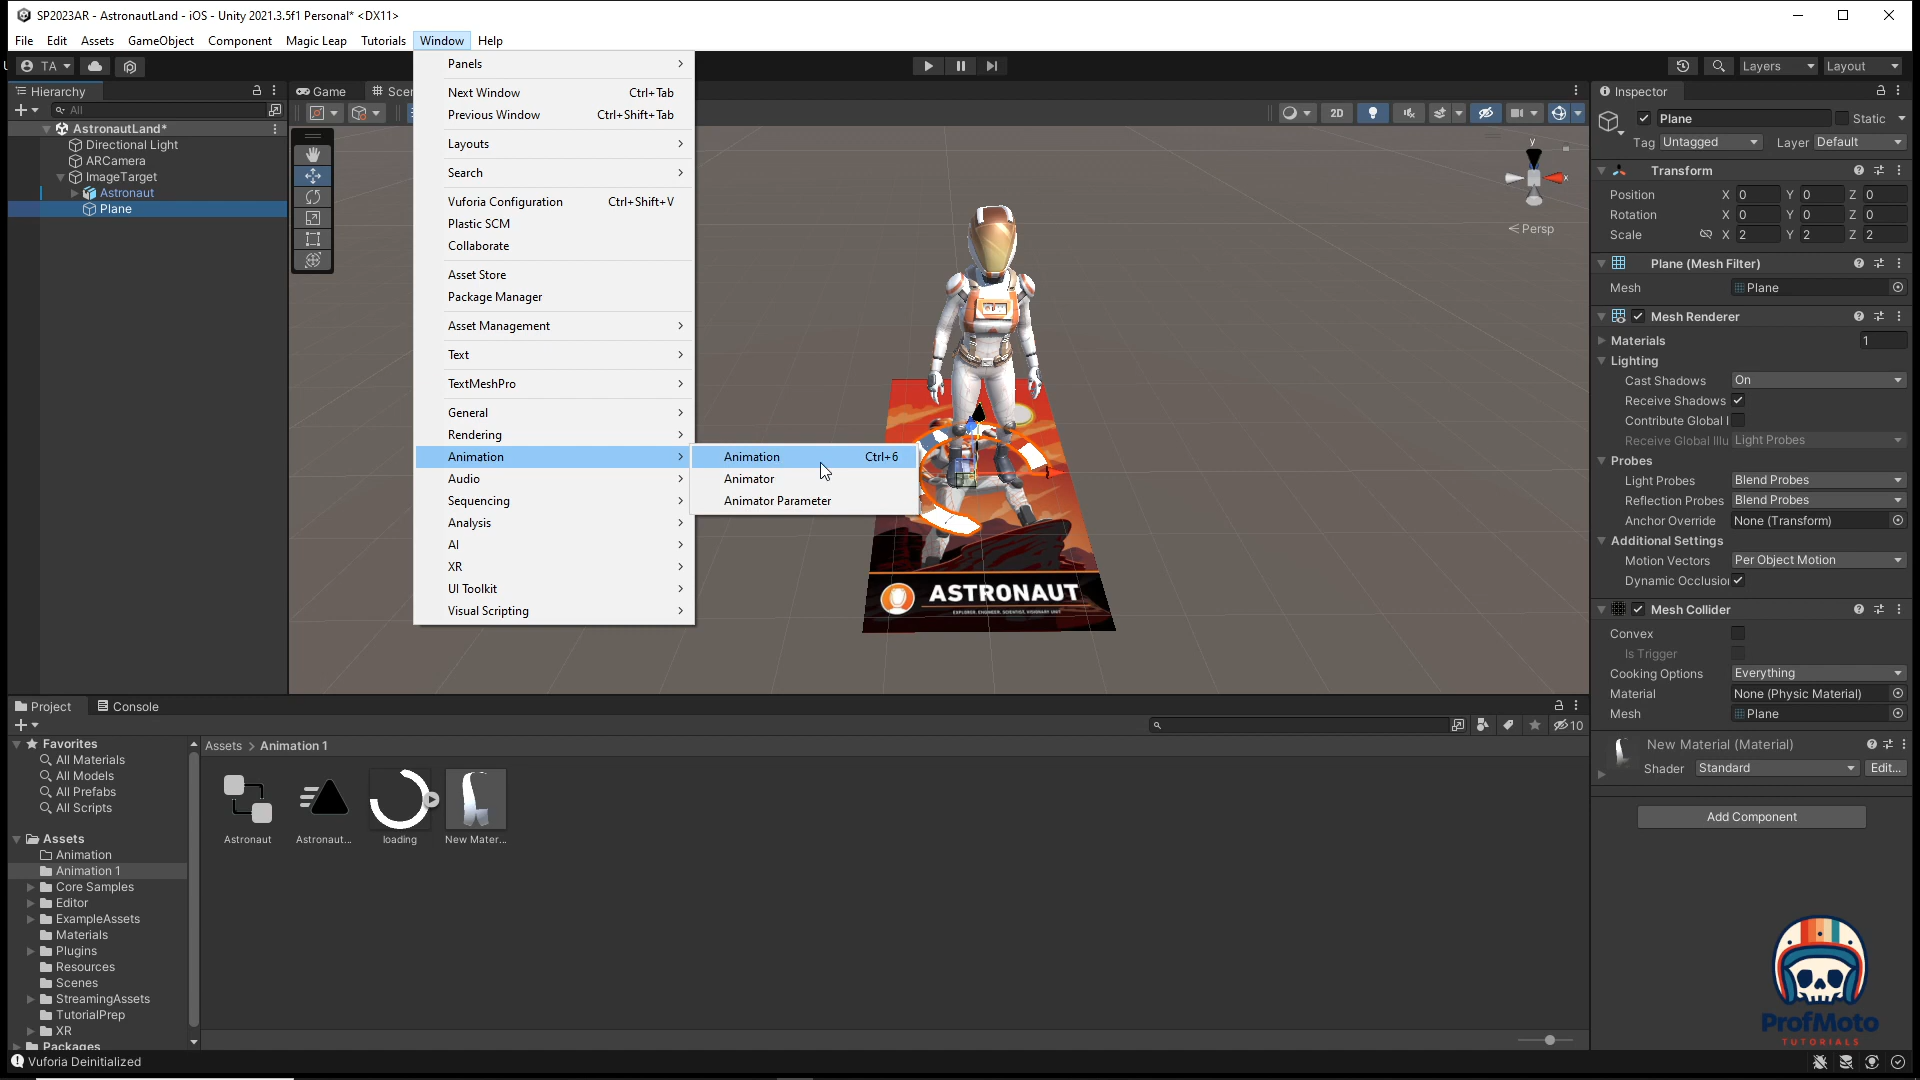 SP2023AR - AstronautLand - iOS - Unity 2021.3.5f1 Personal* <DX11>
File Edit Assets GameObject Component Magic Leap Tutorials Window Help
TA Layers Layout
Hierarchy
All
AstronautLand*
Directional Light
ARCamera
ImageTarget
Astronaut
Plane
Game
Scen
2D
Panels
Next Window Ctrl+Tab
Previous Window Ctrl+Shift+Tab
Layouts
Search
Vuforia Configuration Ctrl+Shift+V
Plastic SCM
Collaborate
Asset Store
Package Manager
Asset Management
Text
TextMeshPro
General
Rendering
Animation
Audio
Sequencing
Analysis
AI
XR
UI Toolkit
Visual Scripting
Animation Ctrl+6
Animator
Animator Parameter
y
x
Persp
ASTRONAUT
Inspector
Plane Static
Tag Untagged Layer Default
Transform
Position X 0 Y 0 Z 0
Rotation X 0 Y 0 Z 0
Scale X 2 Y 2 Z 2
Plane (Mesh Filter)
Mesh Plane
Mesh Renderer
Materials 1
Lighting
Cast Shadows On
Receive Shadows
Contribute Global I
Receive Global Illu Light Probes
Probes
Light Probes Blend Probes
Reflection Probes Blend Probes
Anchor Override None (Transform)
Additional Settings
Motion Vectors Per Object Motion
Dynamic Occlusion
Mesh Collider
Convex
Is Trigger
Cooking Options Everything
Material None (Physic Material)
Mesh Plane
New Material (Material)
Shader Standard Edit...
Add Component
Project Console
10
Favorites
All Materials
All Models
All Prefabs
All Scripts
Assets
Animation
Animation 1
Core Samples
Editor
ExampleAssets
Materials
Plugins
Resources
Scenes
StreamingAssets
TutorialPrep
XR
Packages
Assets > Animation 1
Astronaut Astronaut... loading New Mater...
Vuforia Deinitialized
ProfMoto
TUTORIALS